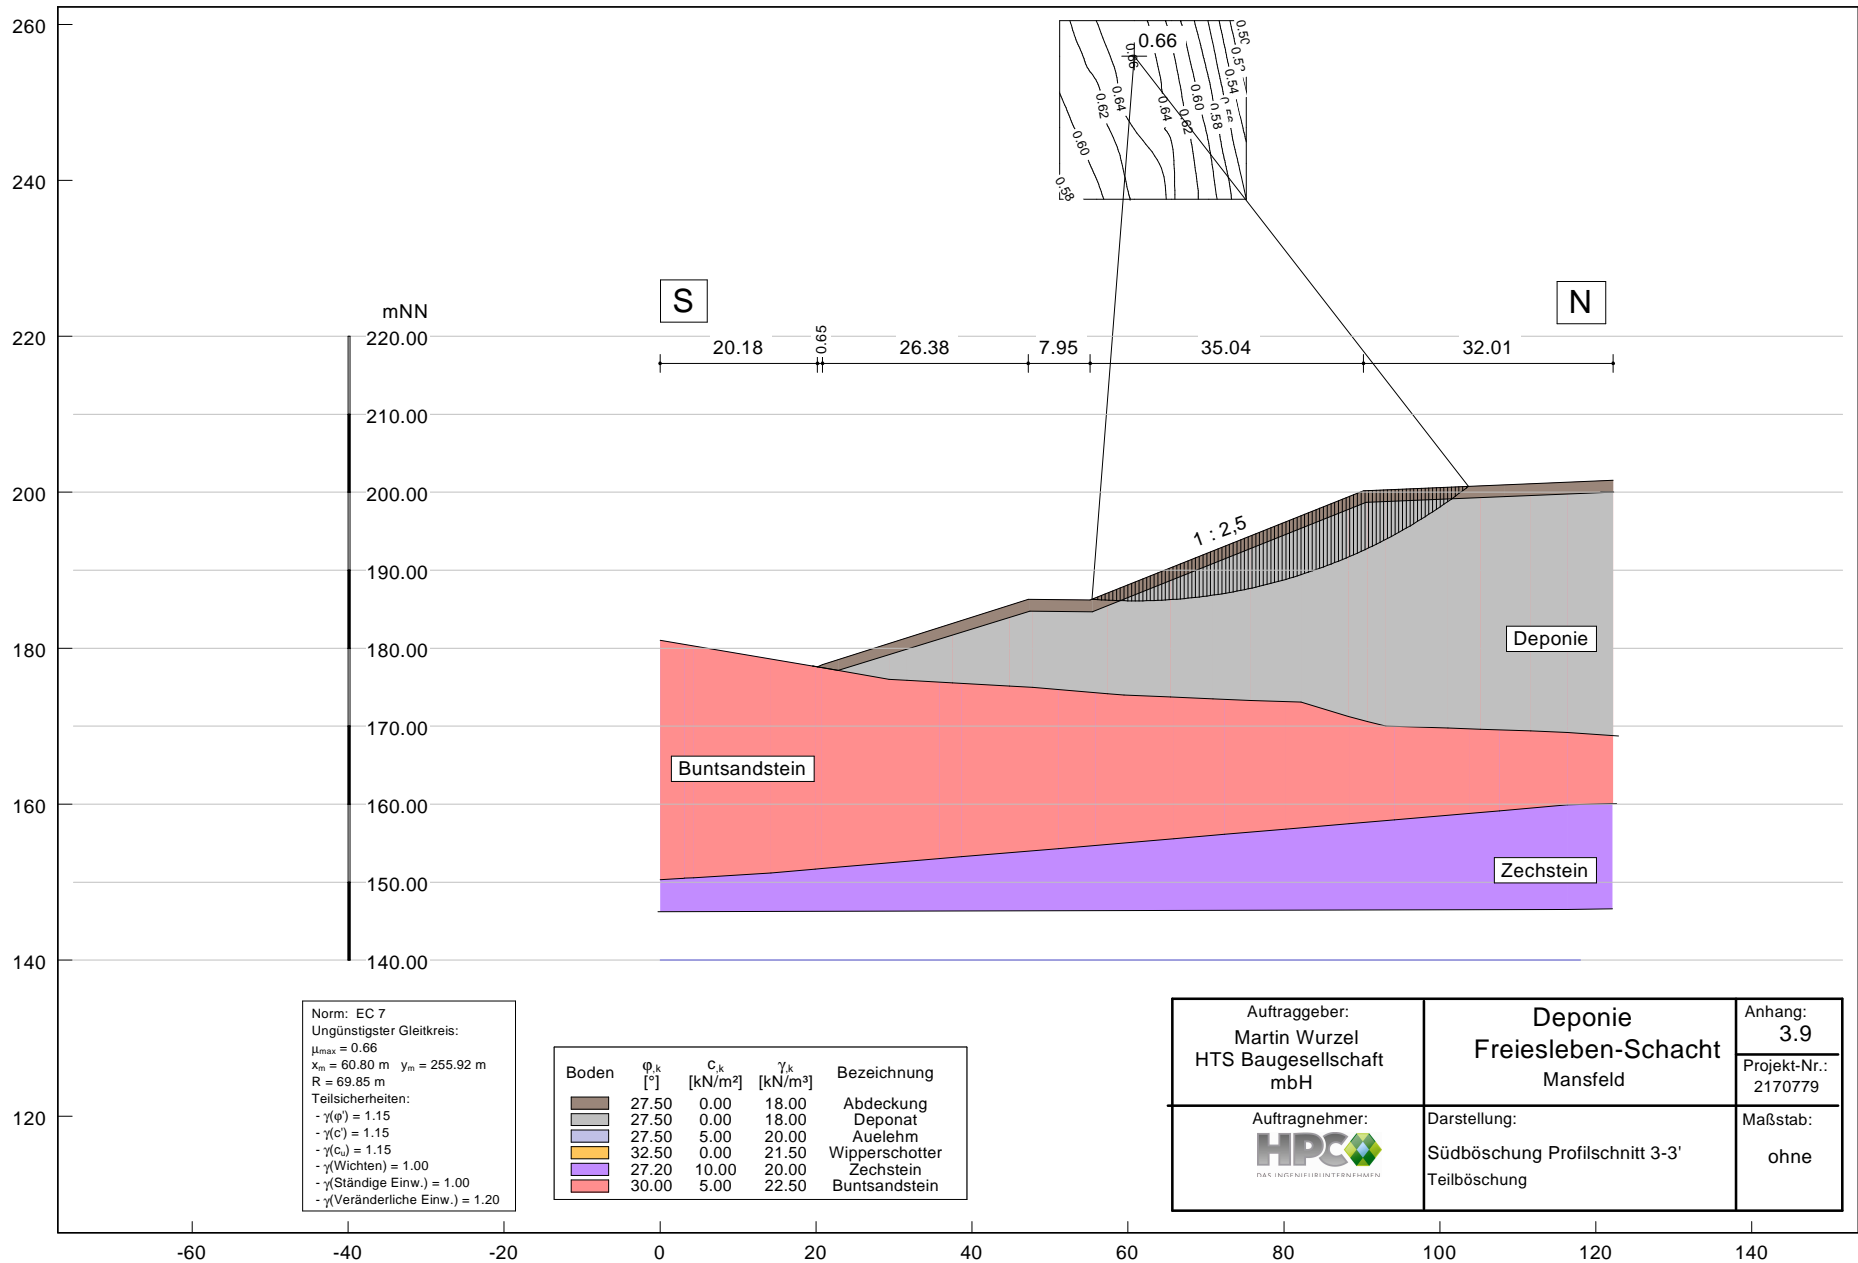 260
240
220
200
180
160
140
120
-60
-40
-20
0
20
40
60
80
100
120
140
0.66
0.66
0.50
0.52
0.54
0.58
0.60
0.62
0.64
0.64
0.62
0.60
0.58
S
N
mNN
220.00
210.00
200.00
190.00
180.00
170.00
160.00
150.00
140.00
20.18
0.65
26.38
7.95
35.04
32.01
1 : 2,5
Deponie
Buntsandstein
Zechstein
Norm: EC 7
Ungünstigster Gleitkreis:
μmax = 0.66
xm = 60.80 m ym = 255.92 m
R = 69.85 m
Teilsicherheiten:
- γ(φ') = 1.15
- γ(c') = 1.15
- γ(cu) = 1.15
- γ(Wichten) = 1.00
- γ(Ständige Einw.) = 1.00
- γ(Veränderliche Einw.) = 1.20
Boden φ,k [°] c,k [kN/m²] γ,k [kN/m³] Bezeichnung
27.50 0.00 18.00 Abdeckung
27.50 0.00 18.00 Deponat
27.50 5.00 20.00 Auelehm
32.50 0.00 21.50 Wipperschotter
27.20 10.00 20.00 Zechstein
30.00 5.00 22.50 Buntsandstein
Auftraggeber:
Martin Wurzel
HTS Baugesellschaft
mbH
Deponie
Freiesleben-Schacht
Mansfeld
Anhang:
3.9
Projekt-Nr.:
2170779
Auftragnehmer:
HPC
DAS INGENIEURUNTERNEHMEN
Darstellung:
Südböschung Profilschnitt 3-3'
Teilböschung
Maßstab:
ohne